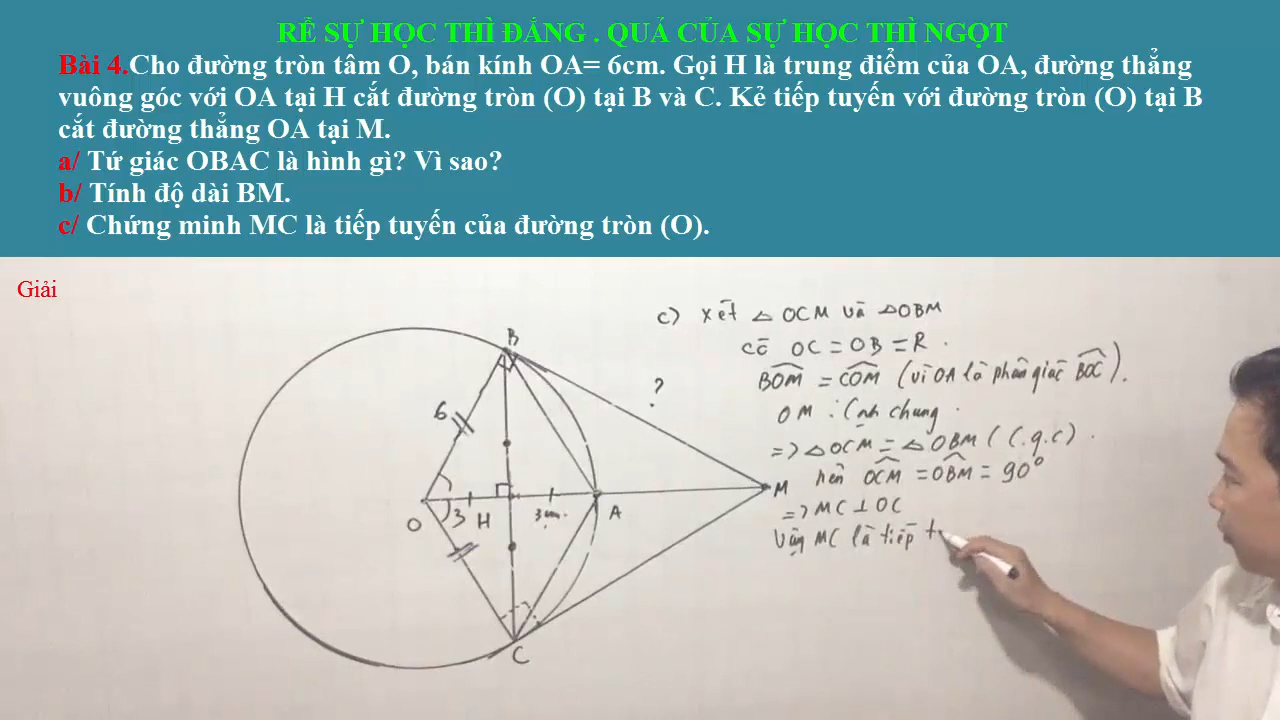 RỄ SỰ HỌC THÌ ĐẮNG . QUẢ CỦA SỰ HỌC THÌ NGỌT
Bài 4.Cho đường tròn tâm O, bán kính OA= 6cm. Gọi H là trung điểm của OA, đường thẳng
vuông góc với OA tại H cắt đường tròn (O) tại B và C. Kẻ tiếp tuyến với đường tròn (O) tại B
cắt đường thẳng OA tại M.
a/ Tứ giác OBAC là hình gì? Vì sao?
b/ Tính độ dài BM.
c/ Chứng minh MC là tiếp tuyến của đường tròn (O).
Giải
c) xét △ OCM và △OBM
có OC = OB = R .
BOM = COM (vì OA là phân giác BOC).
OM : Cạnh chung .
=> △OCM = △OBM (C.g.c) .
nên OCM = OBM = 90°
=> MC ⊥ OC
Vậy MC là tiếp t
B
?
6
M
O
3
H
3cm.
A
C